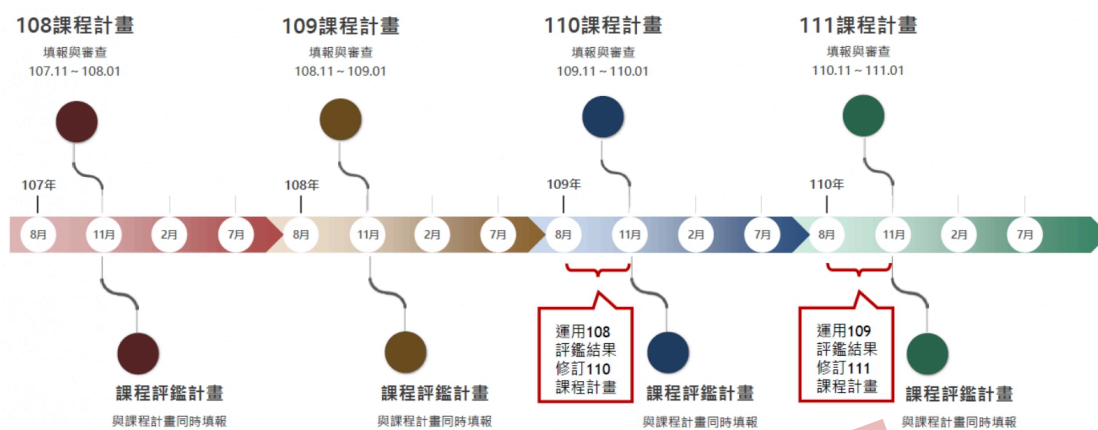 108課程計畫
填報與審查
107.11 ~ 108.01
109課程計畫
填報與審查
108.11 ~ 109.01
110課程計畫
填報與審查
109.11 ~ 110.01
111課程計畫
填報與審查
110.11 ~ 111.01
107年
108年
109年
110年
8月
11月
2月
7月
8月
11月
2月
7月
8月
11月
2月
7月
8月
11月
2月
7月
課程評鑑計畫
與課程計畫同時填報
課程評鑑計畫
與課程計畫同時填報
運用108
評鑑結果
修訂110
課程計畫
課程評鑑計畫
與課程計畫同時填報
運用109
評鑑結果
修訂111
課程計畫
課程評鑑計畫
與課程計畫同時填報